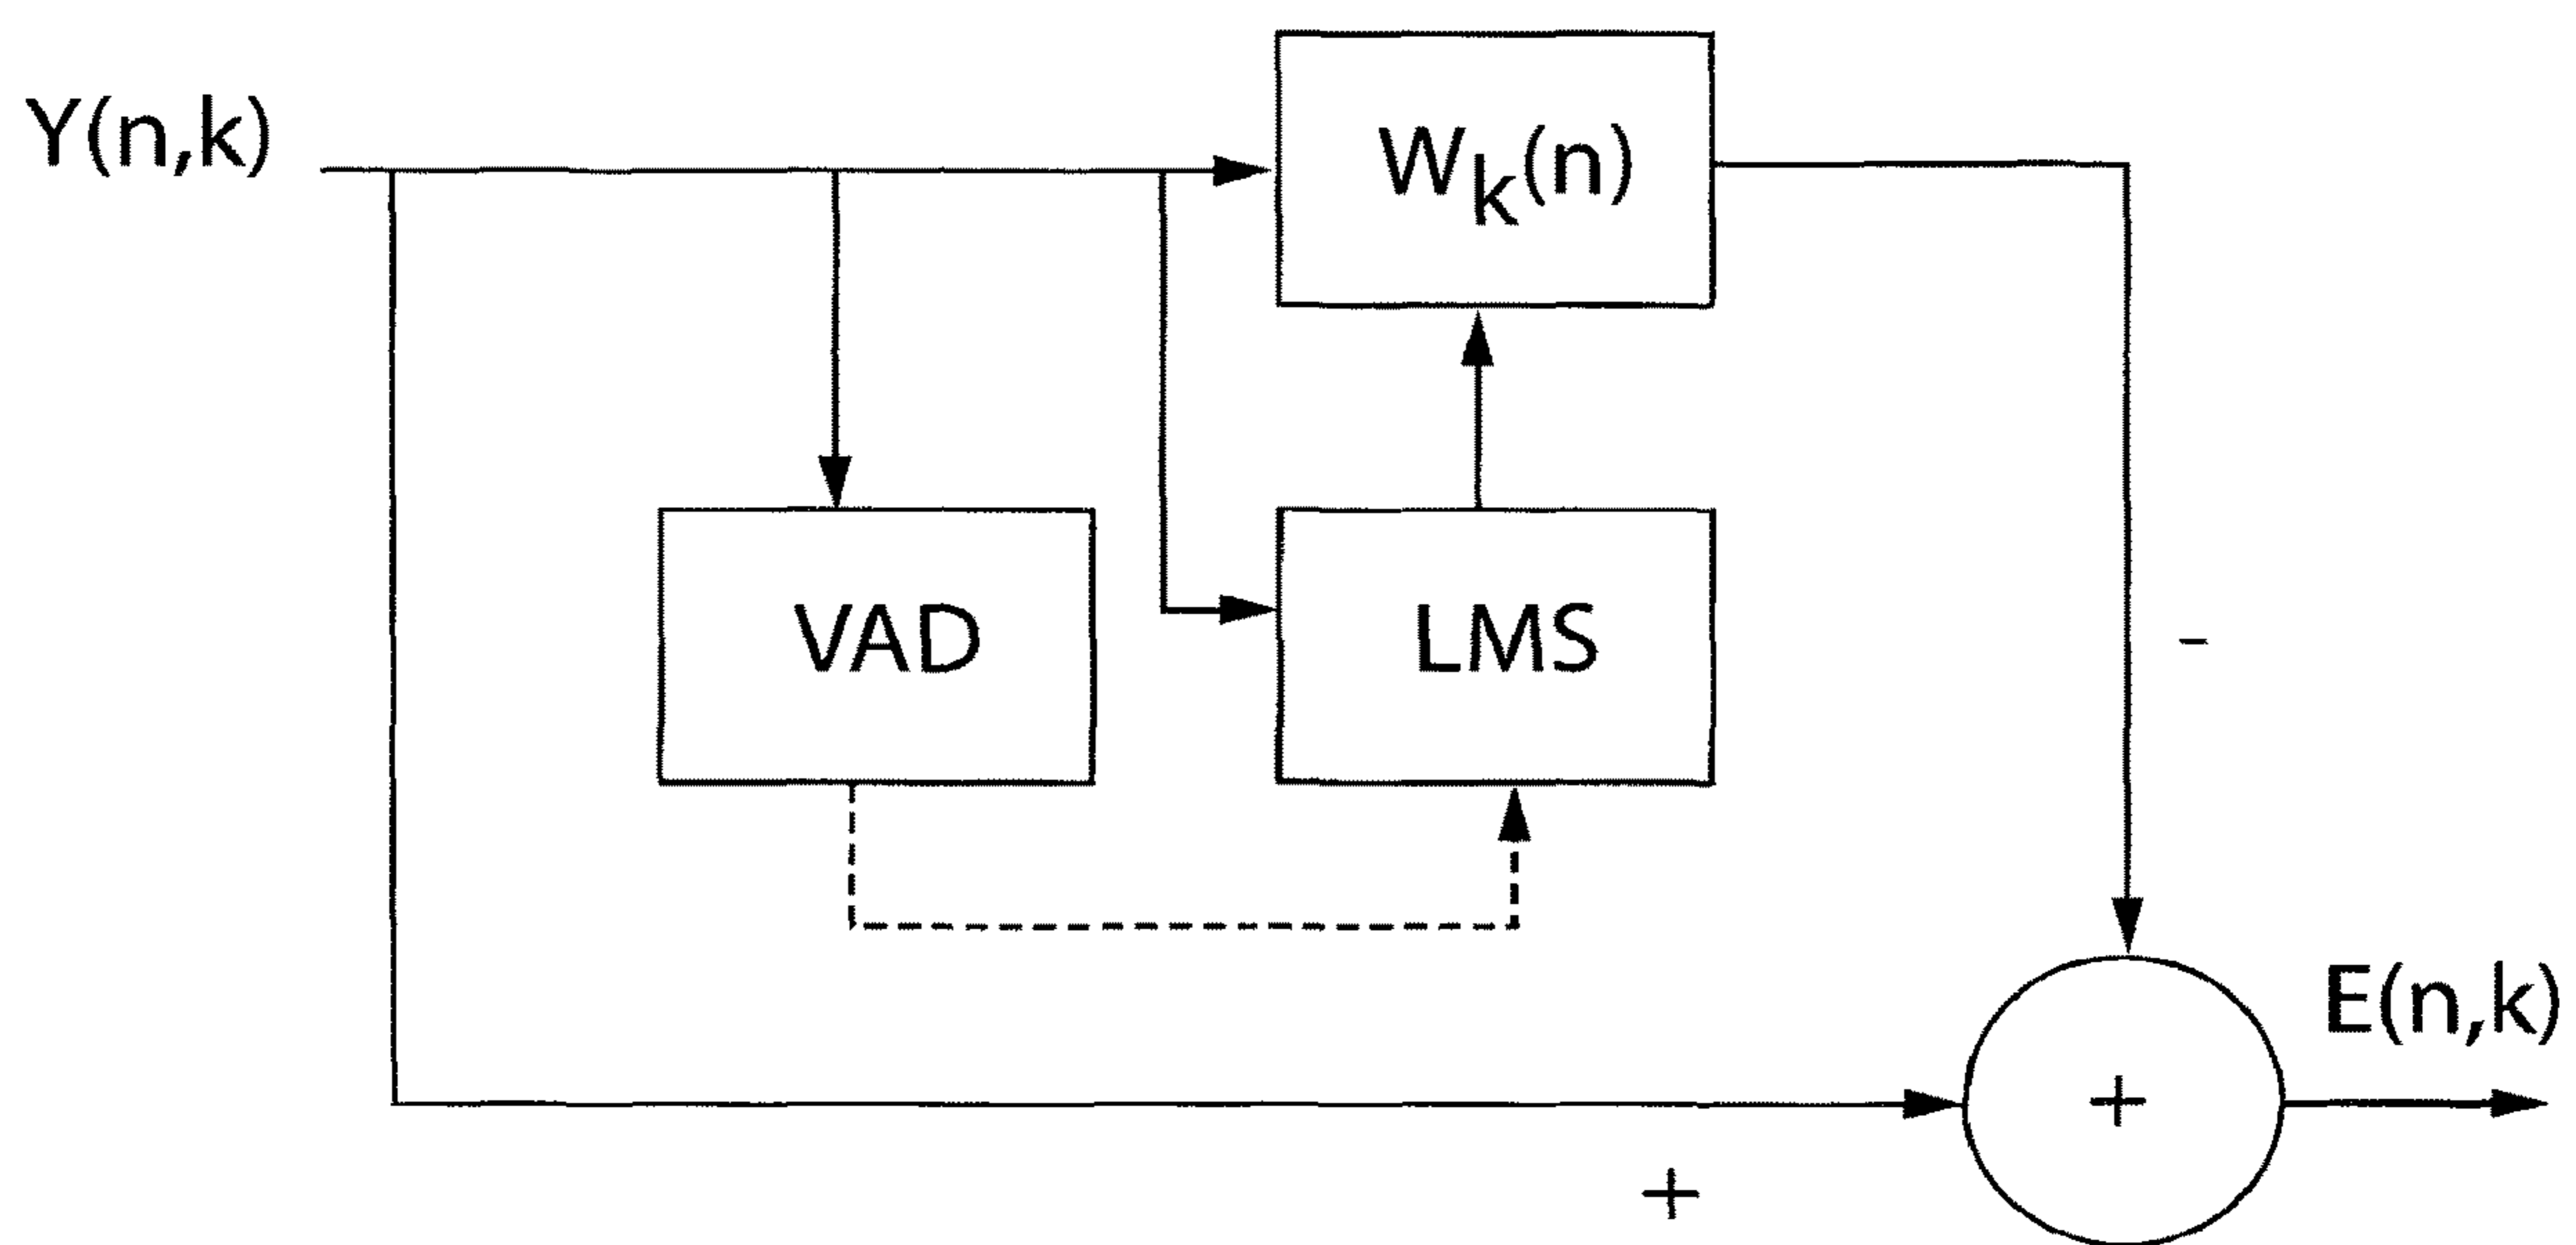 Y(n,k)
Wk(n)
VAD
LMS
-
E(n,k)
+
+